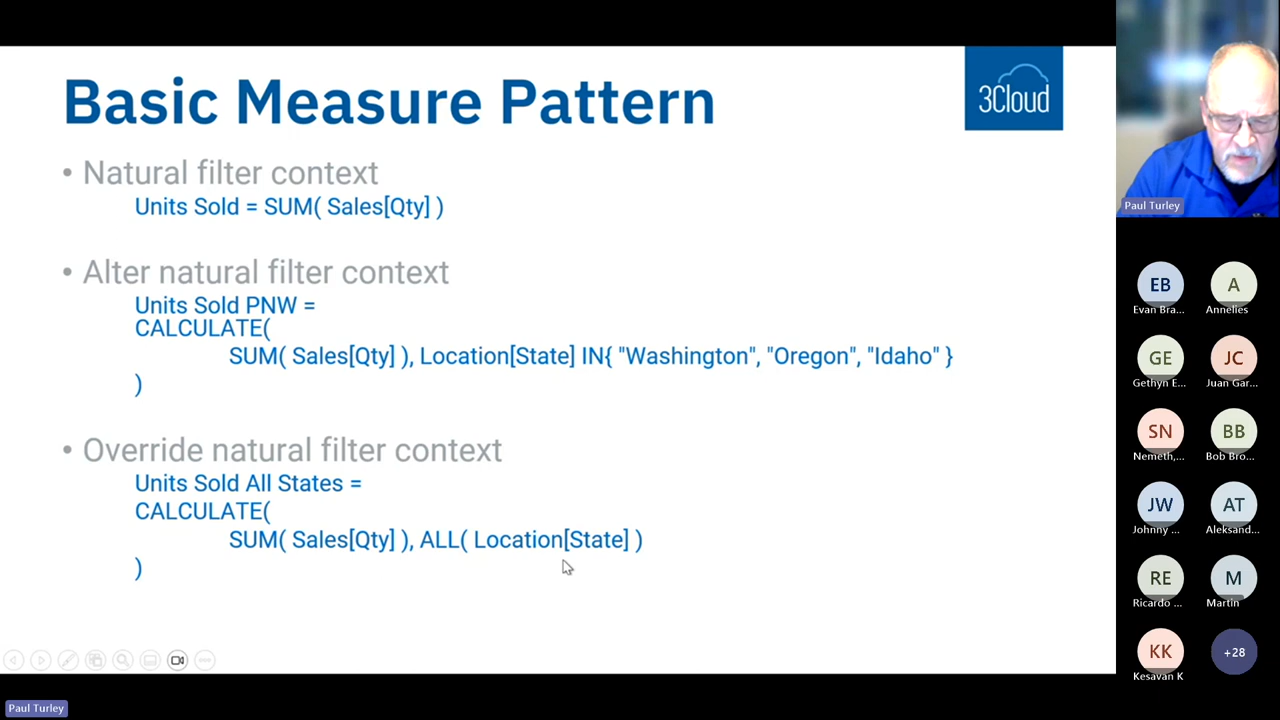 Basic Measure Pattern
3Cloud
• Natural filter context
Units Sold = SUM( Sales[Qty] )
• Alter natural filter context
Units Sold PNW =
CALCULATE(
SUM( Sales[Qty] ), Location[State] IN{ "Washington", "Oregon", "Idaho" }
)
• Override natural filter context
Units Sold All States =
CALCULATE(
SUM( Sales[Qty] ), ALL( Location[State] )
)
Paul Turley
EB
A
Evan Bra...
Annelies
GE
JC
Gethyn E...
Juan Gar...
SN
BB
Nemeth,...
Bob Bro...
JW
AT
Johnny ...
Aleksand...
RE
M
Ricardo ...
Martin
KK
+28
Kesavan K
Paul Turley